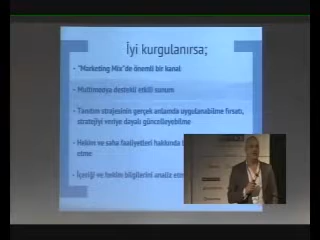 İyi kurgulanırsa;
- "Marketing Mix"de önemli bir kanal
- Multimedya destekli etkili sunum
- Tanıtım stratejisinin gerçek anlamda uygulanabilme fırsatı,
stratejiyi veriye dayalı güncelleyebilme
- Hekim ve saha faaliyetleri hakkında
etme
- İçeriği ve hekim bilgilerini analiz